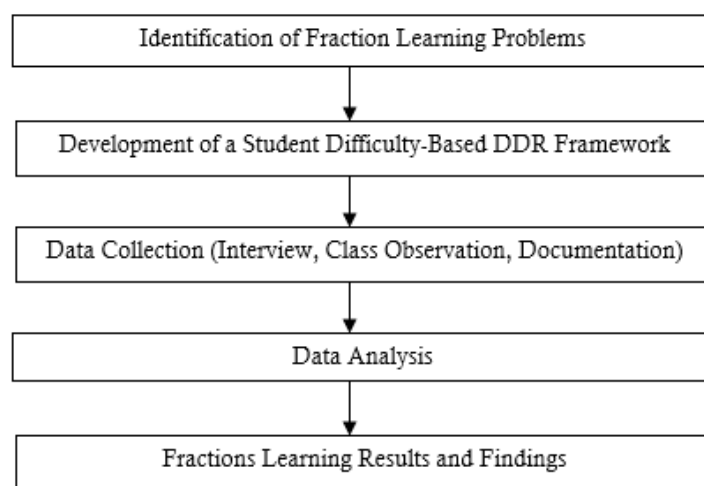 Identification of Fraction Learning Problems
Development of a Student Difficulty-Based DDR Framework
Data Collection (Interview, Class Observation, Documentation)
Data Analysis
Fractions Learning Results and Findings